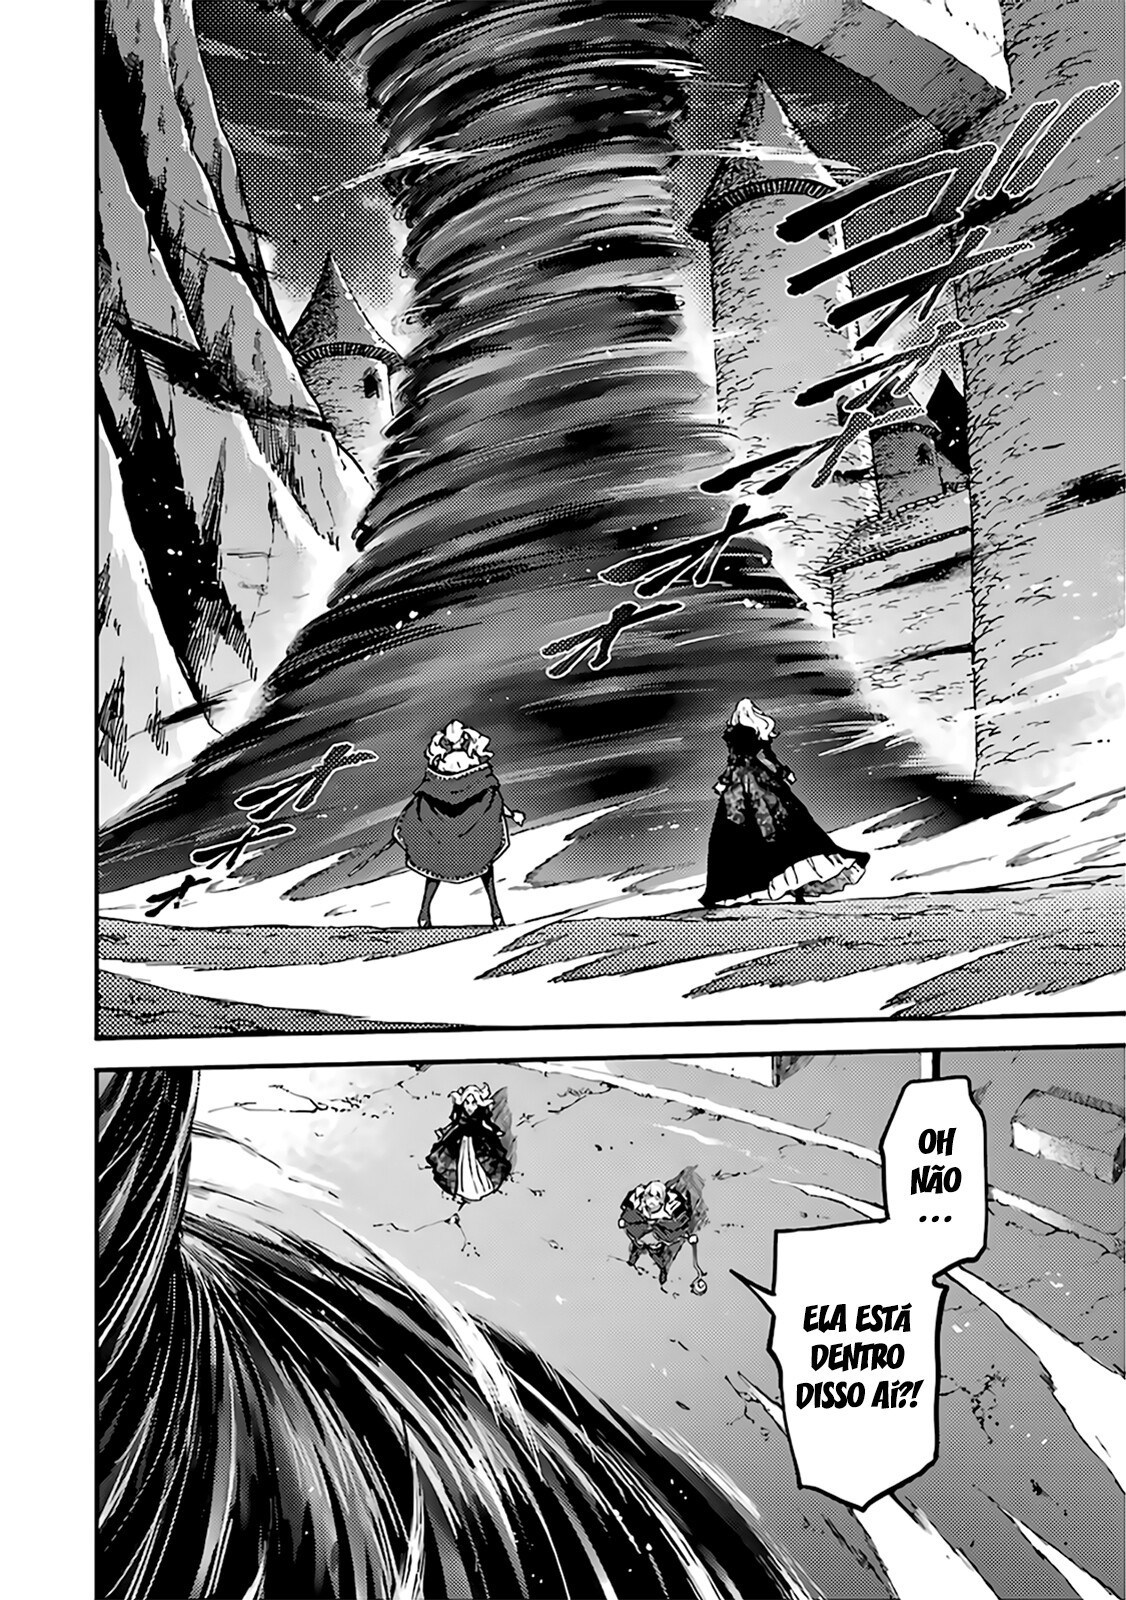 OH
NÃO
...
ELA ESTÁ
DENTRO
DISSO AÍ?!